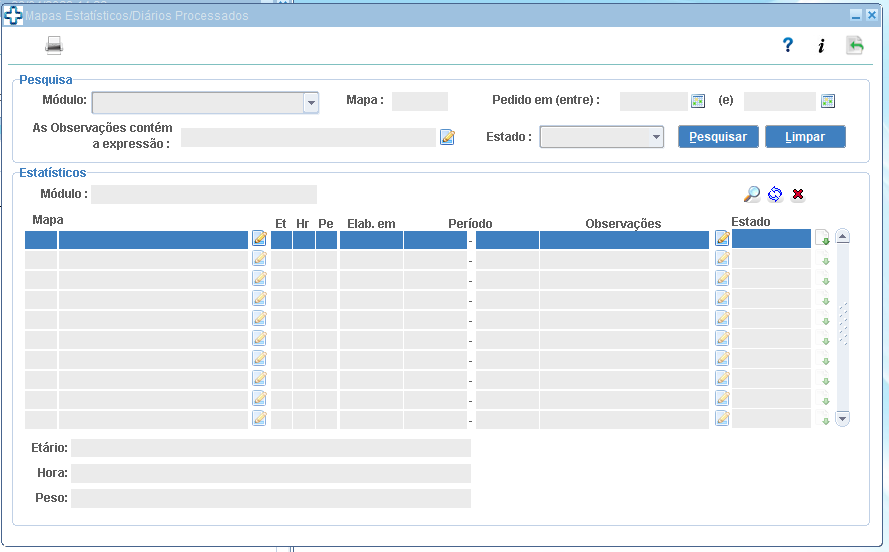 Mapas Estatísticos/Diários Processados
? i
Pesquisa
Módulo: Mapa : Pedido em (entre) : (e)
As Observações contém
a expressão : Estado : Pesquisar Limpar
Estatísticos
Módulo :
Mapa Et Hr Pe Elab. em Período Observações Estado
-
-
-
-
-
-
-
-
-
-
Etário:
Hora:
Peso: